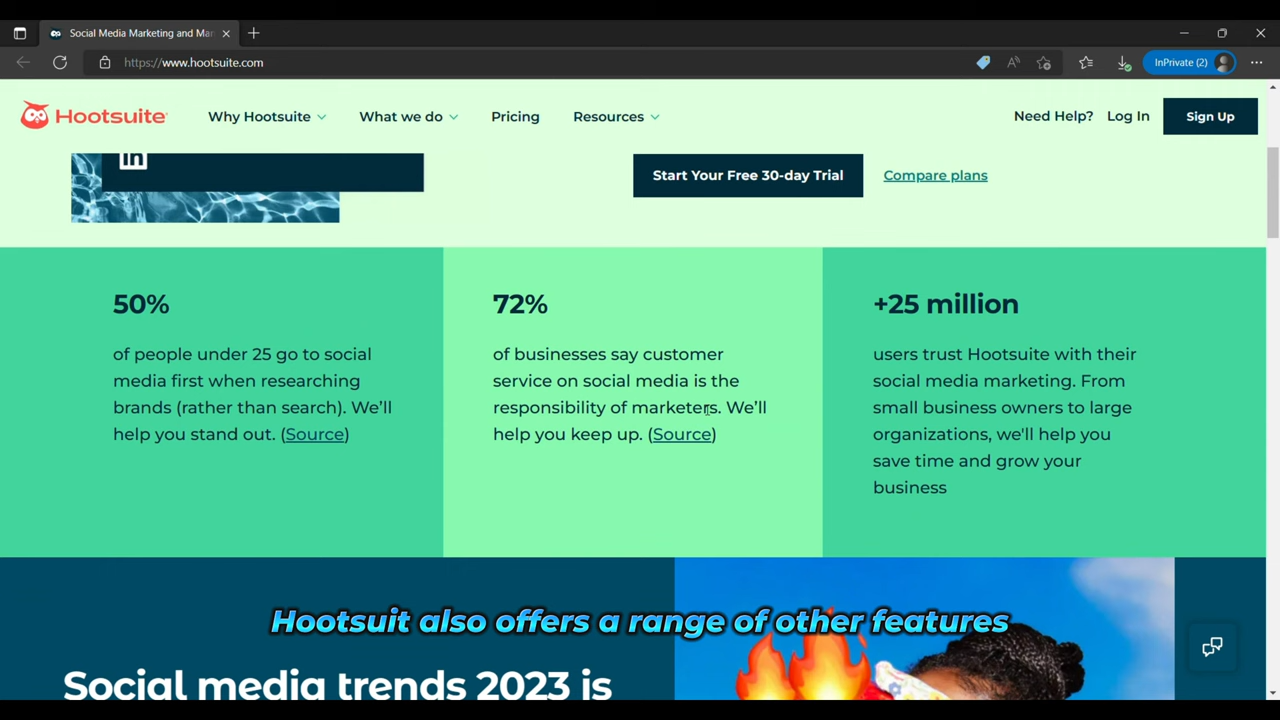 Social Media Marketing and Mar
https://www.hootsuite.com
InPrivate (2)
Hootsuite
Why Hootsuite
What we do
Pricing
Resources
Need Help?
Log In
Sign Up
in
Start Your Free 30-day Trial
Compare plans
50%
of people under 25 go to social
media first when researching
brands (rather than search). We'll
help you stand out. (Source)
72%
of businesses say customer
service on social media is the
responsibility of marketers. We'll
help you keep up. (Source)
+25 million
users trust Hootsuite with their
social media marketing. From
small business owners to large
organizations, we'll help you
save time and grow your
business
Hootsuit also offers a range of other features
Social media trends 2023 is